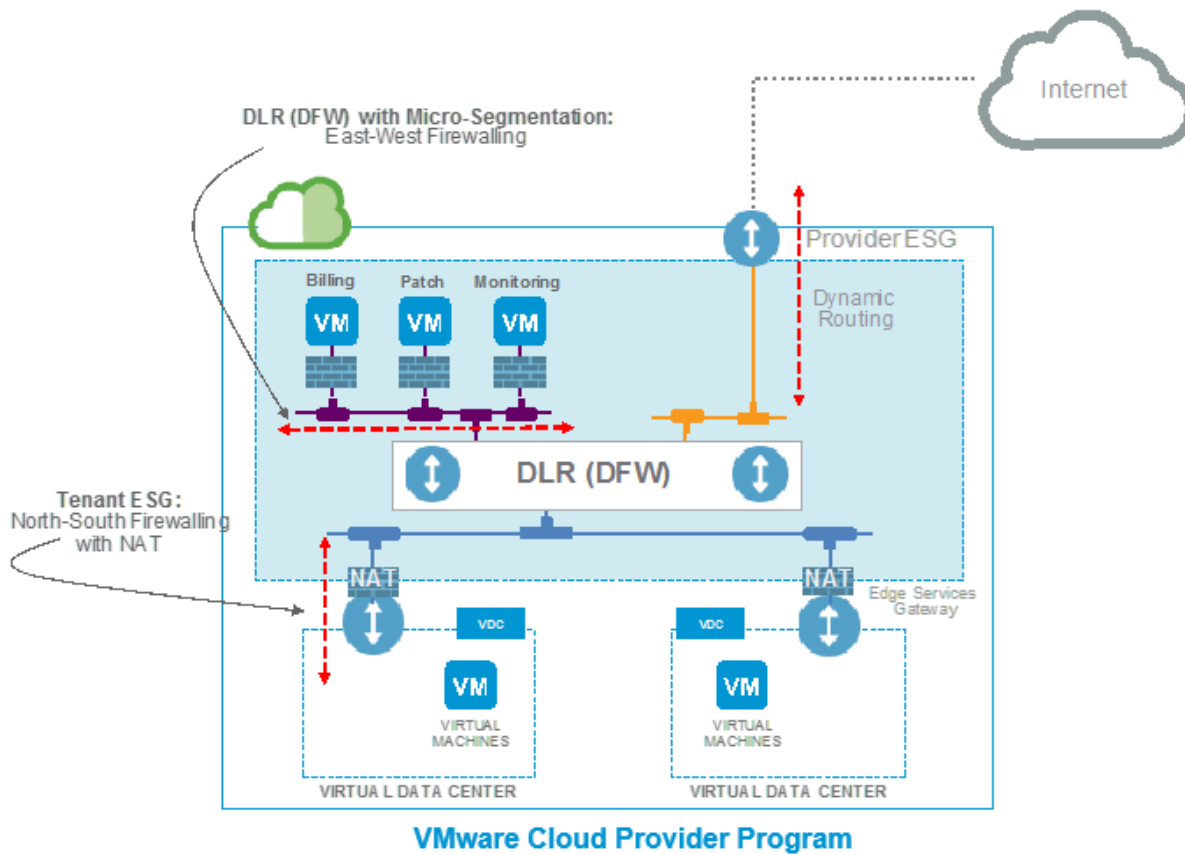 Internet
DLR (DFW) with Micro-Segmentation:
East-West Firewalling
Provider ESG
Dynamic
Routing
Billing
Patch
Monitoring
VM
VM
VM
DLR (DFW)
Tenant ESG:
North-South Firewalling
with NAT
NAT
NAT
Edge Services
Gateway
VDC
VDC
VM
VM
VIRTUAL
MACHINES
VIRTUAL
MACHINES
VIRTUAL DATA CENTER
VIRTUAL DATA CENTER
VMware Cloud Provider Program